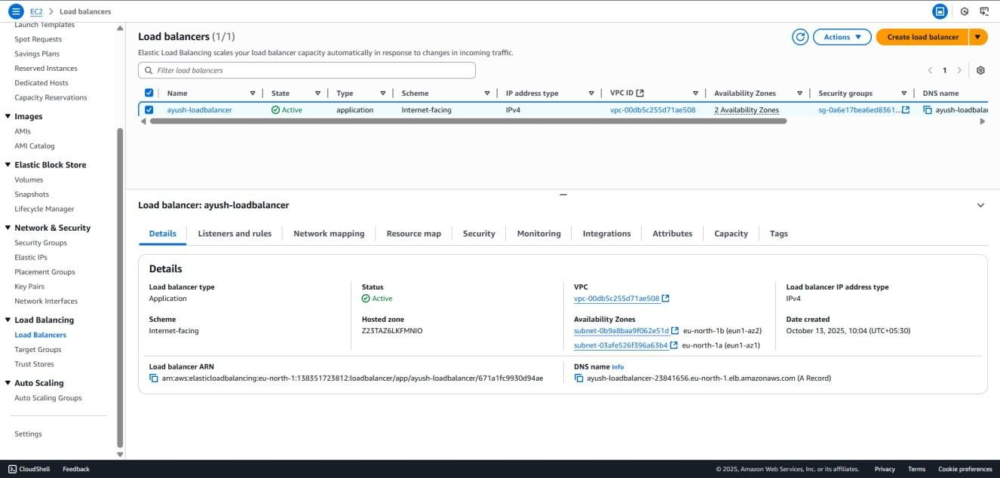 EC2 > Load balancers
Launch Templates
Spot Requests
Savings Plans
Reserved Instances
Dedicated Hosts
Capacity Reservations
Images
AMIs
AMI Catalog
Elastic Block Store
Volumes
Snapshots
Lifecycle Manager
Network & Security
Security Groups
Elastic IPs
Placement Groups
Key Pairs
Network Interfaces
Load Balancing
Load Balancers
Target Groups
Trust Stores
Auto Scaling
Auto Scaling Groups
Settings
Load balancers (1/1)
Actions
Create load balancer
Elastic Load Balancing scales your load balancer capacity automatically in response to changes in incoming traffic.
Filter load balancers
1
Name State Type Scheme IP address type VPC ID Availability Zones Security groups DNS name
ayush-loadbalancer Active application Internet-facing IPv4 vpc-00db5c255d71ae508 2 Availability Zones sg-0a6e17bea6ed8361... ayush-loadbalar
Load balancer: ayush-loadbalancer
Details Listeners and rules Network mapping Resource map Security Monitoring Integrations Attributes Capacity Tags
Details
Load balancer type
Application
Status
Active
VPC
vpc-00db5c255d71ae508
Load balancer IP address type
IPv4
Scheme
Internet-facing
Hosted zone
Z23TAZ6LKFMNIO
Availability Zones
subnet-0b9a8baa9f062e51d eu-north-1b (eun1-az2)
subnet-03afe526f396a63b4 eu-north-1a (eun1-az1)
Date created
October 13, 2025, 10:04 (UTC+05:30)
Load balancer ARN
arn:aws:elasticloadbalancing:eu-north-1:138351723812:loadbalancer/app/ayush-loadbalancer/671a1fc9930d94ae
DNS name Info
ayush-loadbalancer-23841656.eu-north-1.elb.amazonaws.com (A Record)
CloudShell Feedback
© 2025, Amazon Web Services, Inc. or its affiliates. Privacy Terms Cookie preferences